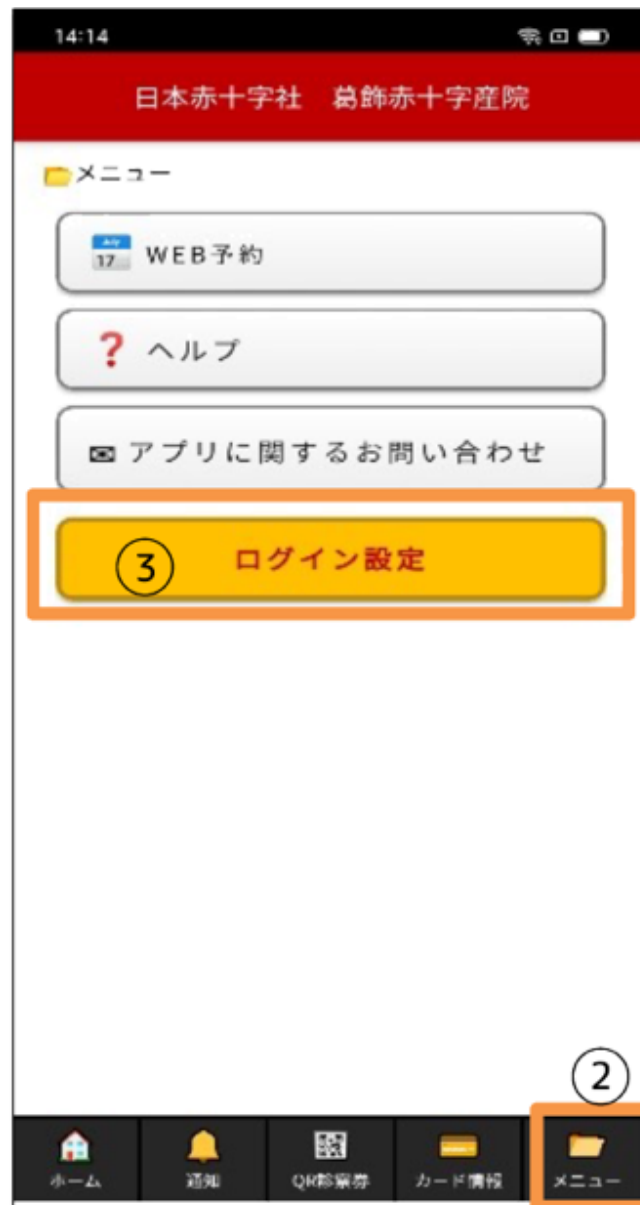 14:14
日本赤十字社 葛飾赤十字産院
メニュー
July
17
WEB予約
? ヘルプ
アプリに関するお問い合わせ
③ ログイン設定
②
ホーム 通知 QR診察券 カード情報 メニュー